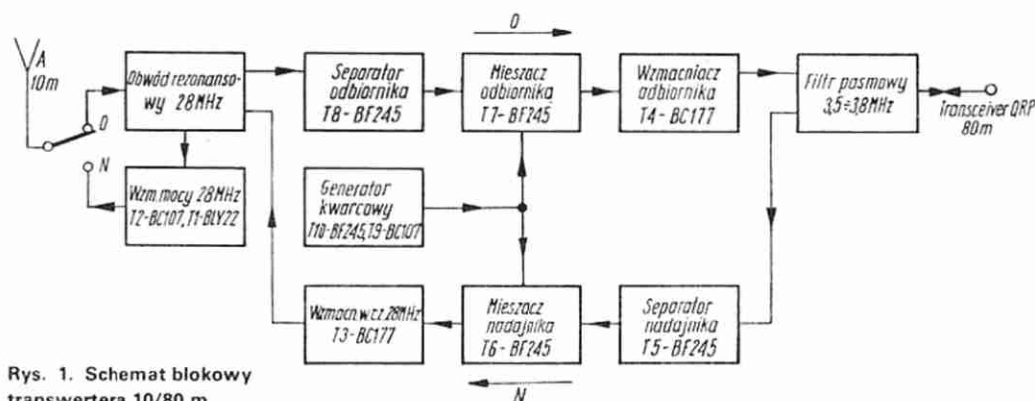 O
A
10m
Obwód rezonanso-
wy 28MHz
Separator
odbiornika
T8-BF245
Mieszacz
odbiornika
T7-BF245
Wzmacniacz
odbiornika
T4-BC177
Filtr pasmowy
3,5÷3,8MHz
Transceiver QRP
80m
O
N
Wzm. mocy 28MHz
T2-BC107, T1-BLY22
Generator
kwarcowy
T10-BF245, T9-BC107
Wzmacn. w.cz. 28MHz
T3-BC177
Mieszacz
nadajnika
T6-BF245
Separator
nadajnika
T5-BF245
N
Rys. 1. Schemat blokowy
transwertera 10/80 m